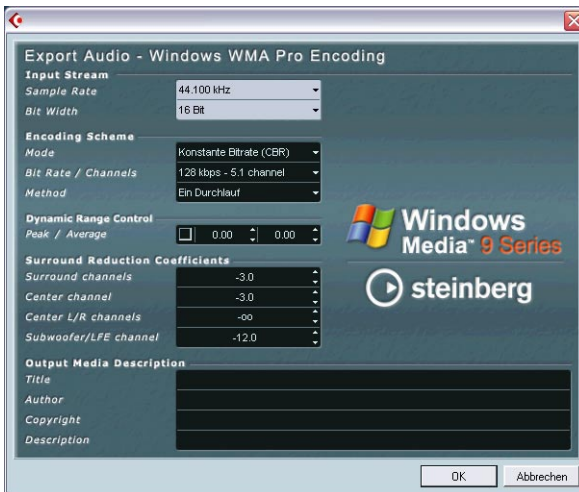 Export Audio - Windows WMA Pro Encoding
Input Stream
Sample Rate 44.100 kHz
Bit Width 16 Bit
Encoding Scheme
Mode Konstante Bitrate (CBR)
Bit Rate / Channels 128 kbps - 5.1 channel
Method Ein Durchlauf
Dynamic Range Control
Peak / Average 0.00 0.00
Windows
Media™ 9 Series
Surround Reduction Coefficients
Surround channels -3.0
Center channel -3.0
steinberg
Center L/R channels -oo
Subwoofer/LFE channel -12.0
Output Media Description
Title
Author
Copyright
Description
OK Abbrechen